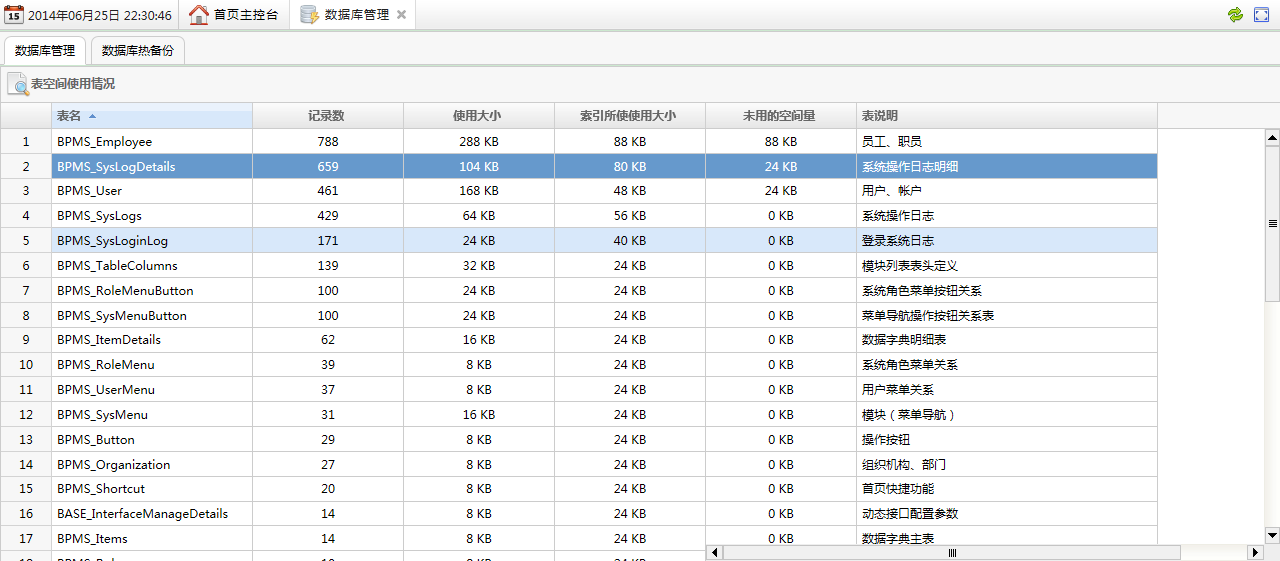 15 2014年06月25日 22:30:46 首页主控台 数据库管理
数据库管理 数据库热备份
表空间使用情况
表名 记录数 使用大小 索引所使使用大小 未用的空间量 表说明
1 BPMS_Employee 788 288 KB 88 KB 88 KB 员工、职员
2 BPMS_SysLogDetails 659 104 KB 80 KB 24 KB 系统操作日志明细
3 BPMS_User 461 168 KB 48 KB 24 KB 用户、帐户
4 BPMS_SysLogs 429 64 KB 56 KB 0 KB 系统操作日志
5 BPMS_SysLoginLog 171 24 KB 40 KB 0 KB 登录系统日志
6 BPMS_TableColumns 139 32 KB 24 KB 0 KB 模块列表表头定义
7 BPMS_RoleMenuButton 100 24 KB 24 KB 0 KB 系统角色菜单按钮关系
8 BPMS_SysMenuButton 100 24 KB 24 KB 0 KB 菜单导航操作按钮关系表
9 BPMS_ItemDetails 62 16 KB 24 KB 0 KB 数据字典明细表
10 BPMS_RoleMenu 39 8 KB 24 KB 0 KB 系统角色菜单关系
11 BPMS_UserMenu 37 8 KB 24 KB 0 KB 用户菜单关系
12 BPMS_SysMenu 31 16 KB 24 KB 0 KB 模块（菜单导航）
13 BPMS_Button 29 8 KB 24 KB 0 KB 操作按钮
14 BPMS_Organization 27 8 KB 24 KB 0 KB 组织机构、部门
15 BPMS_Shortcut 20 8 KB 24 KB 0 KB 首页快捷功能
16 BASE_InterfaceManageDetails 14 8 KB 24 KB 0 KB 动态接口配置参数
17 BPMS_Items 14 8 KB 24 KB 0 KB 数据字典主表